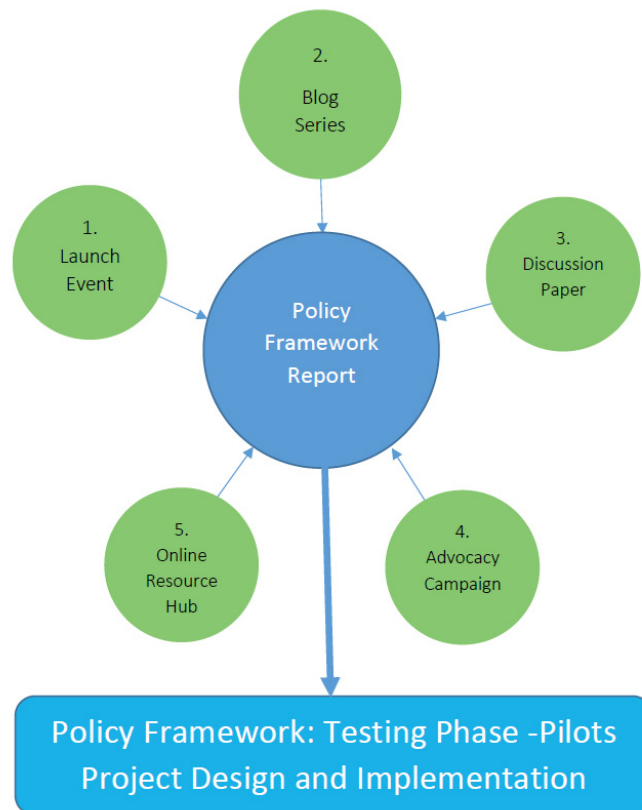 1.
Launch
Event
2.
Blog
Series
3.
Discussion
Paper
4.
Advocacy
Campaign
5.
Online
Resource
Hub
Policy
Framework
Report
Policy Framework: Testing Phase -Pilots
Project Design and Implementation